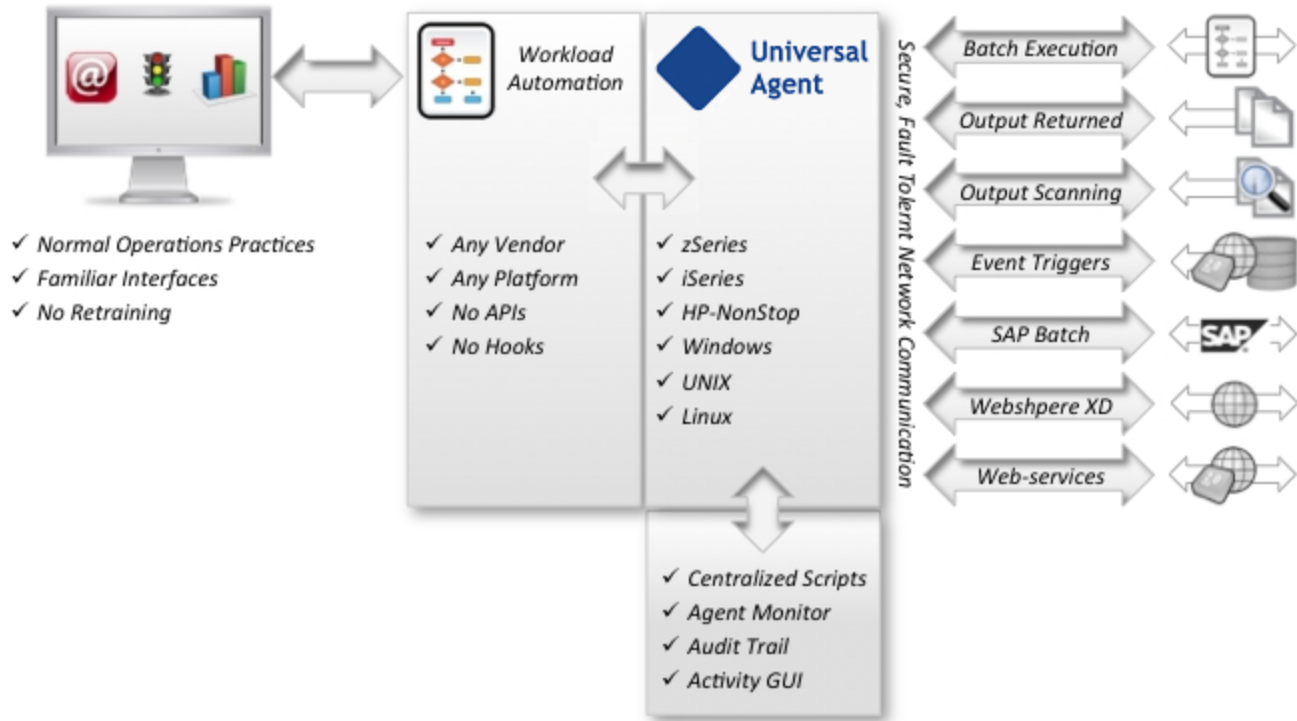 Workload
Automation
Universal
Agent
✓ Normal Operations Practices
✓ Familiar Interfaces
✓ No Retraining
✓ Any Vendor
✓ Any Platform
✓ No APIs
✓ No Hooks
✓ zSeries
✓ iSeries
✓ HP-NonStop
✓ Windows
✓ UNIX
✓ Linux
✓ Centralized Scripts
✓ Agent Monitor
✓ Audit Trail
✓ Activity GUI
Secure, Fault Tolernt Network Communication
Batch Execution
Output Returned
Output Scanning
Event Triggers
SAP Batch
SAP
Webshpere XD
Web-services
@